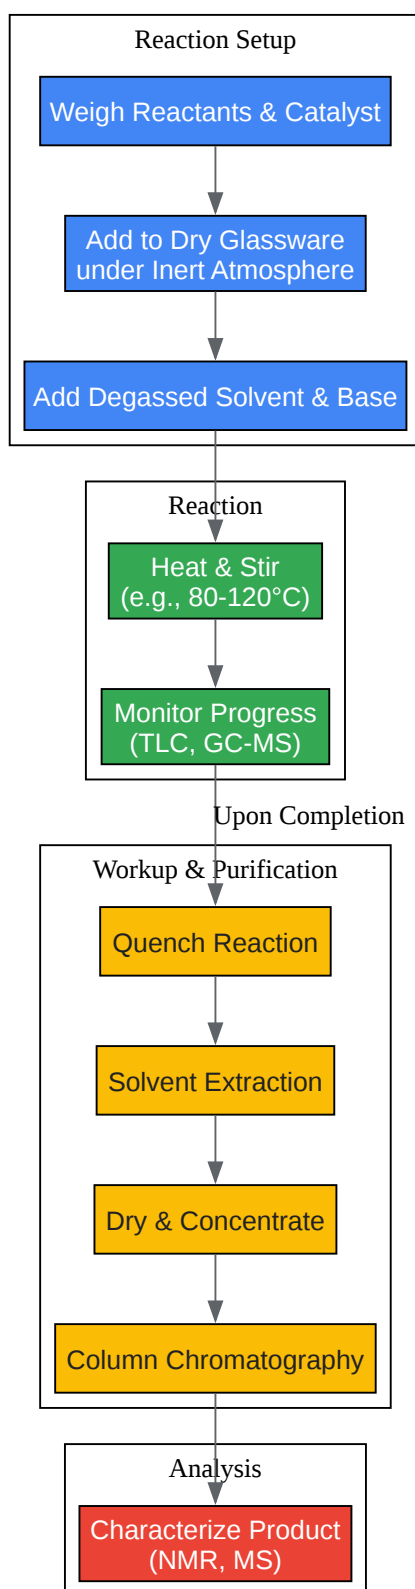 Reaction Setup
Weigh Reactants & Catalyst
Add to Dry Glassware
under Inert Atmosphere
Add Degassed Solvent & Base
Reaction
Heat & Stir
(e.g., 80-120°C)
Monitor Progress
(TLC, GC-MS)
Upon Completion
Workup & Purification
Quench Reaction
Solvent Extraction
Dry & Concentrate
Column Chromatography
Analysis
Characterize Product
(NMR, MS)